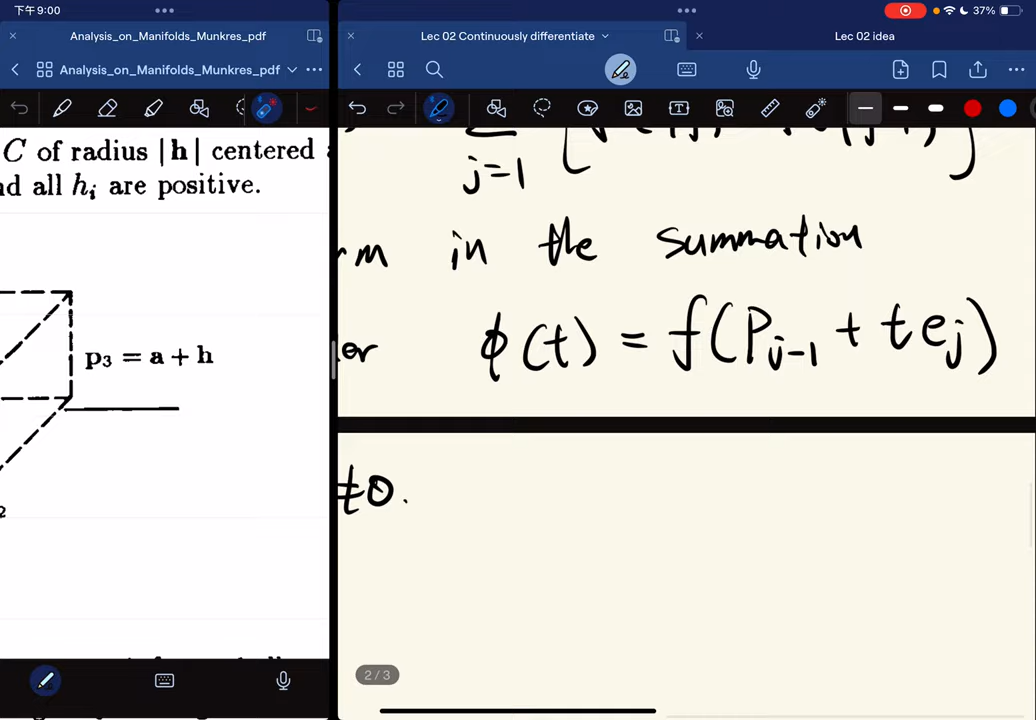 下午9:00
37%
Analysis_on_Manifolds_Munkres_pdf
Lec 02 Continuously differentiate
Lec 02 idea
Analysis_on_Manifolds_Munkres_pdf
C of radius |h| centered
nd all hᵢ are positive.
p₃ = a + h
j=1
rm in the summation
er φ(t) = f(Pⱼ₋₁ + teⱼ)
≠0.
2/3